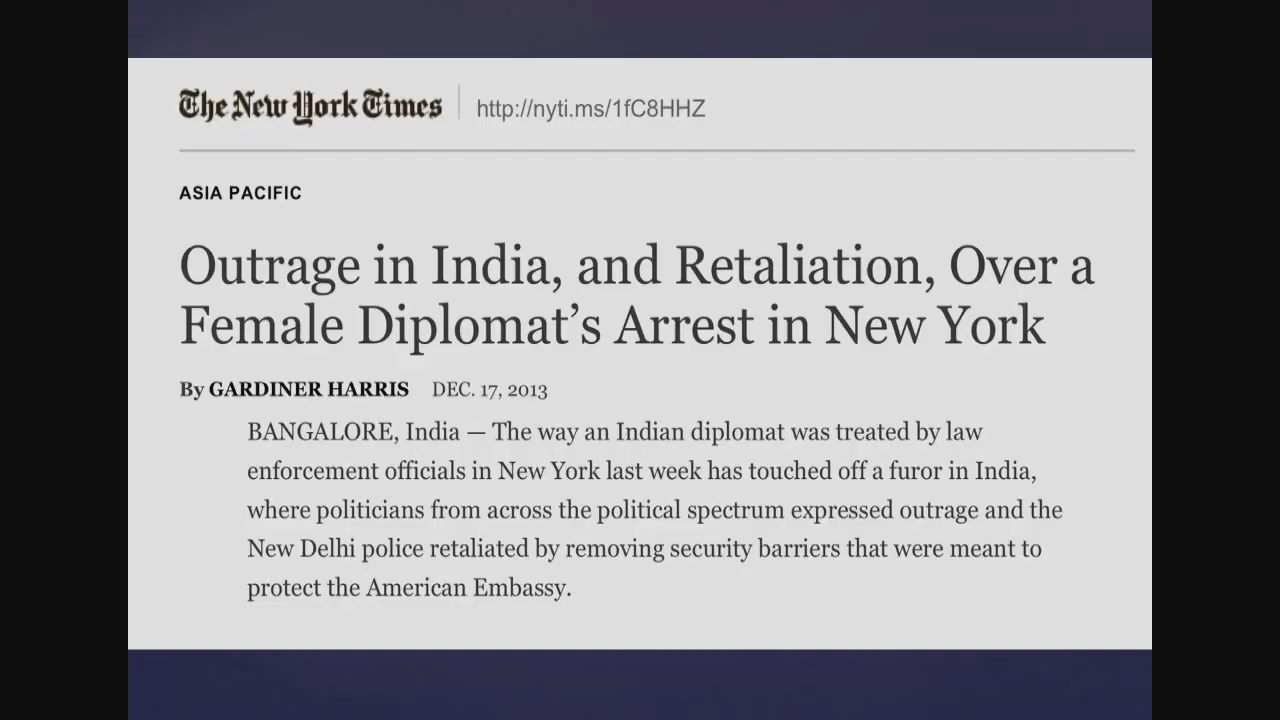 The New York Times
http://nyti.ms/1fC8HHZ
ASIA PACIFIC
Outrage in India, and Retaliation, Over a
Female Diplomat’s Arrest in New York
By GARDINER HARRIS DEC. 17, 2013
BANGALORE, India — The way an Indian diplomat was treated by law
enforcement officials in New York last week has touched off a furor in India,
where politicians from across the political spectrum expressed outrage and the
New Delhi police retaliated by removing security barriers that were meant to
protect the American Embassy.